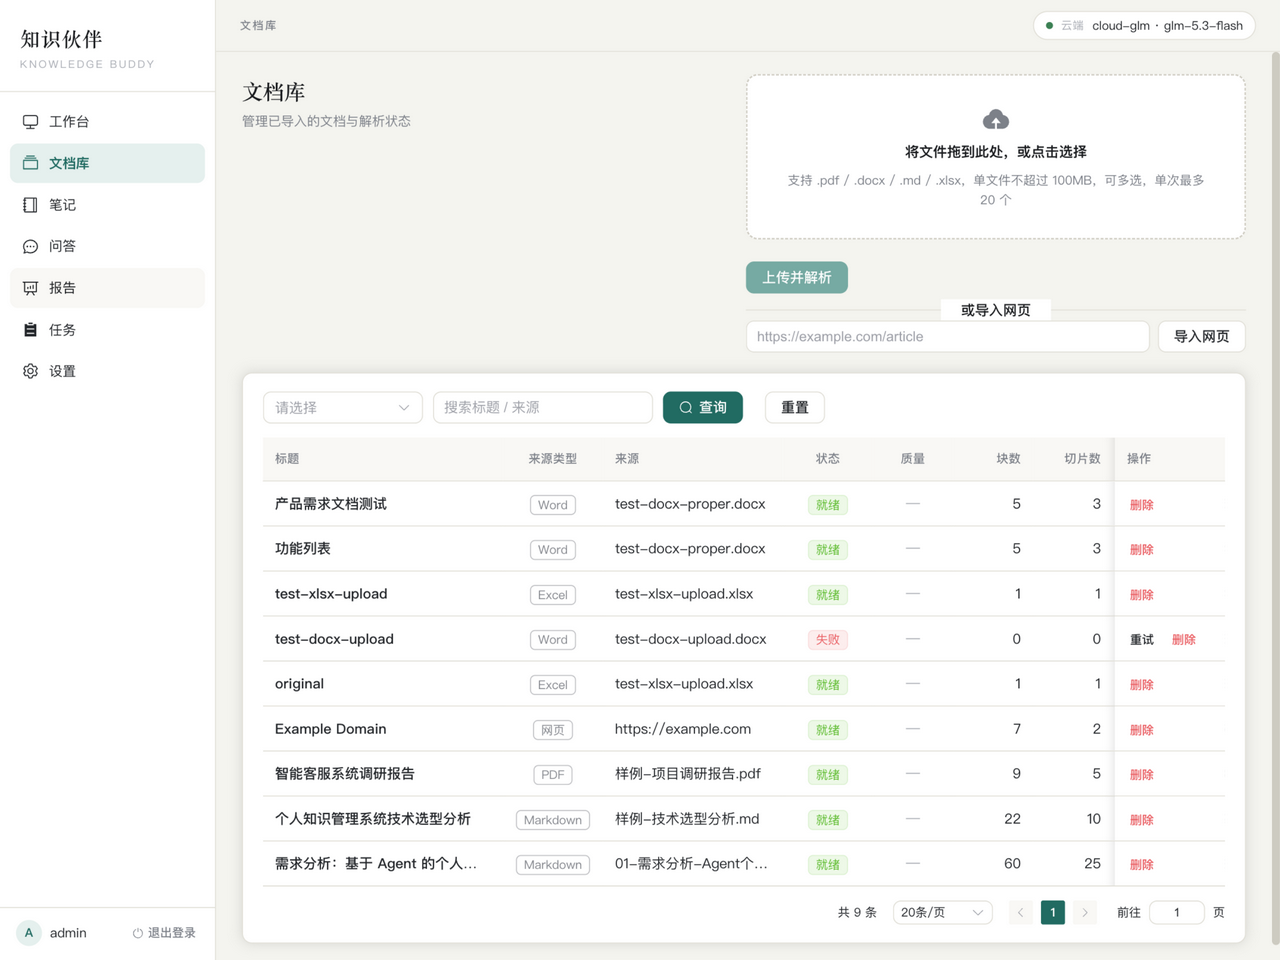 知识伙伴
KNOWLEDGE BUDDY
工作台
文档库
笔记
问答
报告
任务
设置
A admin 退出登录
文档库
云端 cloud-glm · glm-5.3-flash
文档库
管理已导入的文档与解析状态
将文件拖到此处，或点击选择
支持 .pdf / .docx / .md / .xlsx，单文件不超过 100MB，可多选，单次最多
20 个
上传并解析
或导入网页
https://example.com/article 导入网页
请选择 搜索标题 / 来源 查询 重置
标题 来源类型 来源 状态 质量 块数 切片数 操作
产品需求文档测试 Word test-docx-proper.docx 就绪 — 5 3 删除
功能列表 Word test-docx-proper.docx 就绪 — 5 3 删除
test-xlsx-upload Excel test-xlsx-upload.xlsx 就绪 — 1 1 删除
test-docx-upload Word test-docx-upload.docx 失败 — 0 0 重试 删除
original Excel test-xlsx-upload.xlsx 就绪 — 1 1 删除
Example Domain 网页 https://example.com 就绪 — 7 2 删除
智能客服系统调研报告 PDF 样例-项目调研报告.pdf 就绪 — 9 5 删除
个人知识管理系统技术选型分析 Markdown 样例-技术选型分析.md 就绪 — 22 10 删除
需求分析：基于 Agent 的个人... Markdown 01-需求分析-Agent个... 就绪 — 60 25 删除
共 9 条 20条/页 1 前往 1 页